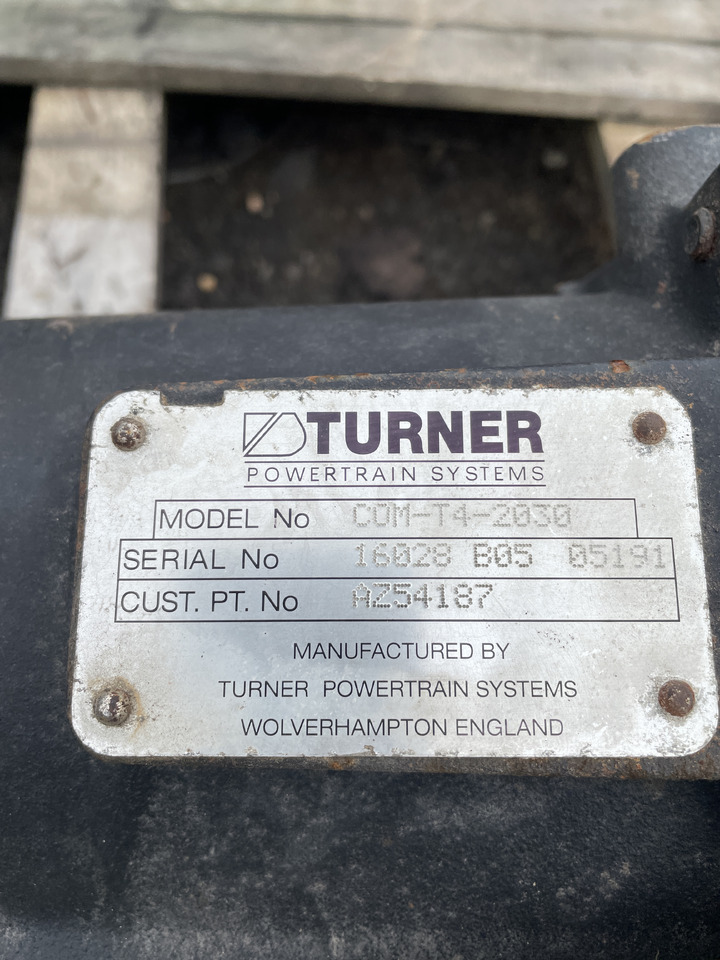 TURNER
POWERTRAIN SYSTEMS
MODEL No COM-T4-2030
SERIAL No 16028 B05 05191
CUST. PT. No AZ54187
MANUFACTURED BY
TURNER POWERTRAIN SYSTEMS
WOLVERHAMPTON ENGLAND